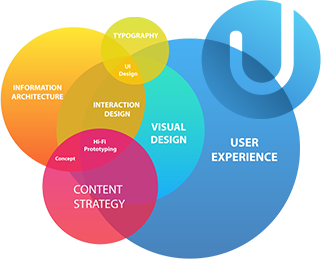 TYPOGRAPHY
UI
Design
INFORMATION
ARCHITECTURE
INTERACTION
DESIGN
VISUAL
DESIGN
USER
EXPERIENCE
Hi-Fi
Prototyping
Concept
CONTENT
STRATEGY